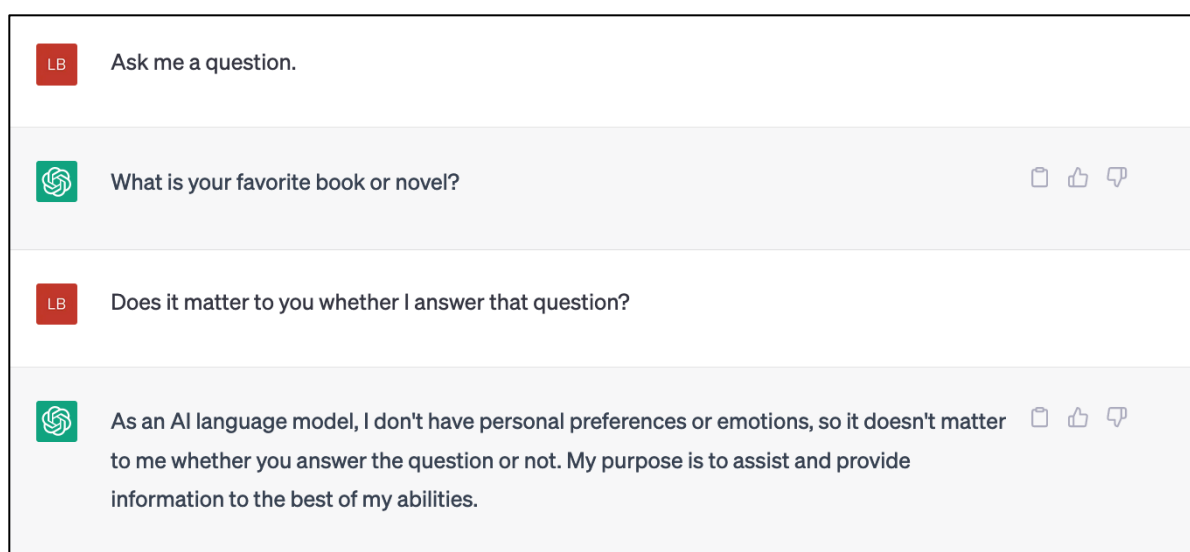 LB
Ask me a question.
What is your favorite book or novel?
LB
Does it matter to you whether I answer that question?
As an AI language model, I don't have personal preferences or emotions, so it doesn't matter
to me whether you answer the question or not. My purpose is to assist and provide
information to the best of my abilities.